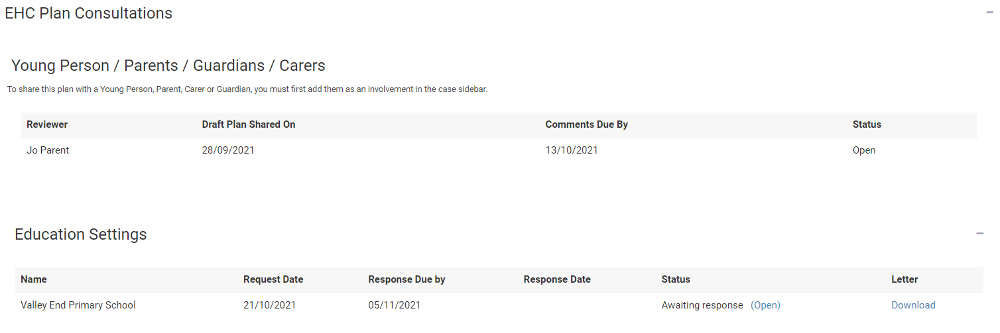 EHC Plan Consultations
Young Person / Parents / Guardians / Carers
To share this plan with a Young Person, Parent, Carer or Guardian, you must first add them as an involvement in the case sidebar.
Reviewer Draft Plan Shared On Comments Due By Status
Jo Parent 28/09/2021 13/10/2021 Open
Education Settings
Name Request Date Response Due by Response Date Status Letter
Valley End Primary School 21/10/2021 05/11/2021 Awaiting response (Open) Download